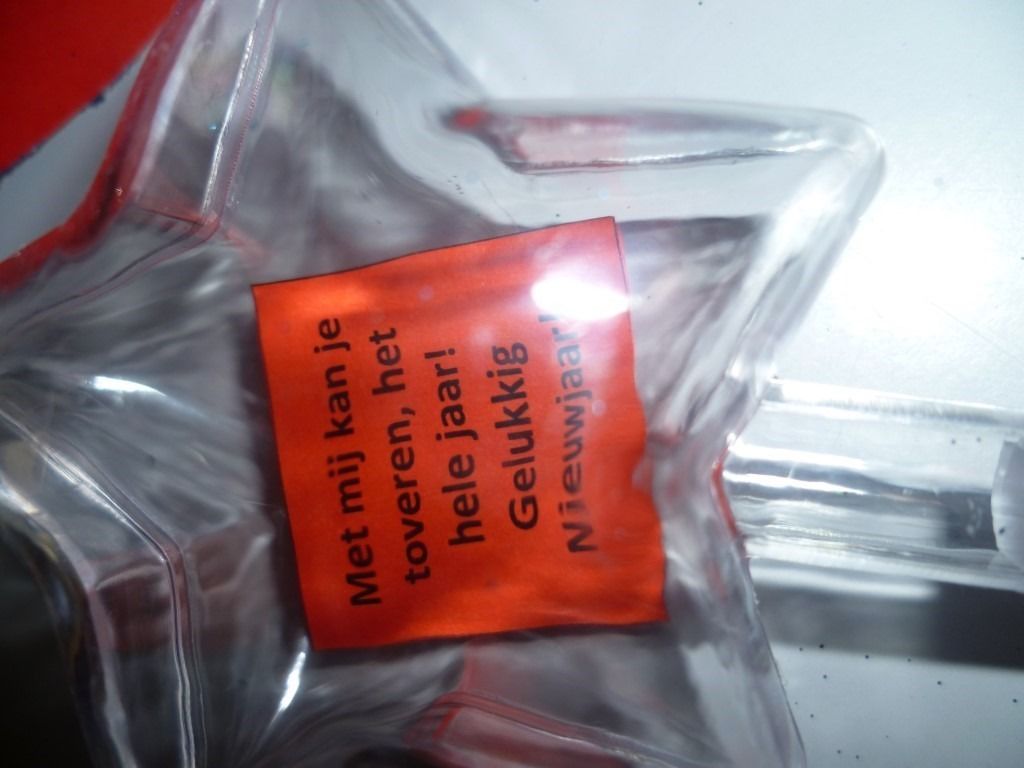 Met mij kan je
toveren, het
hele jaar!
Gelukkig
Nieuwjaar!